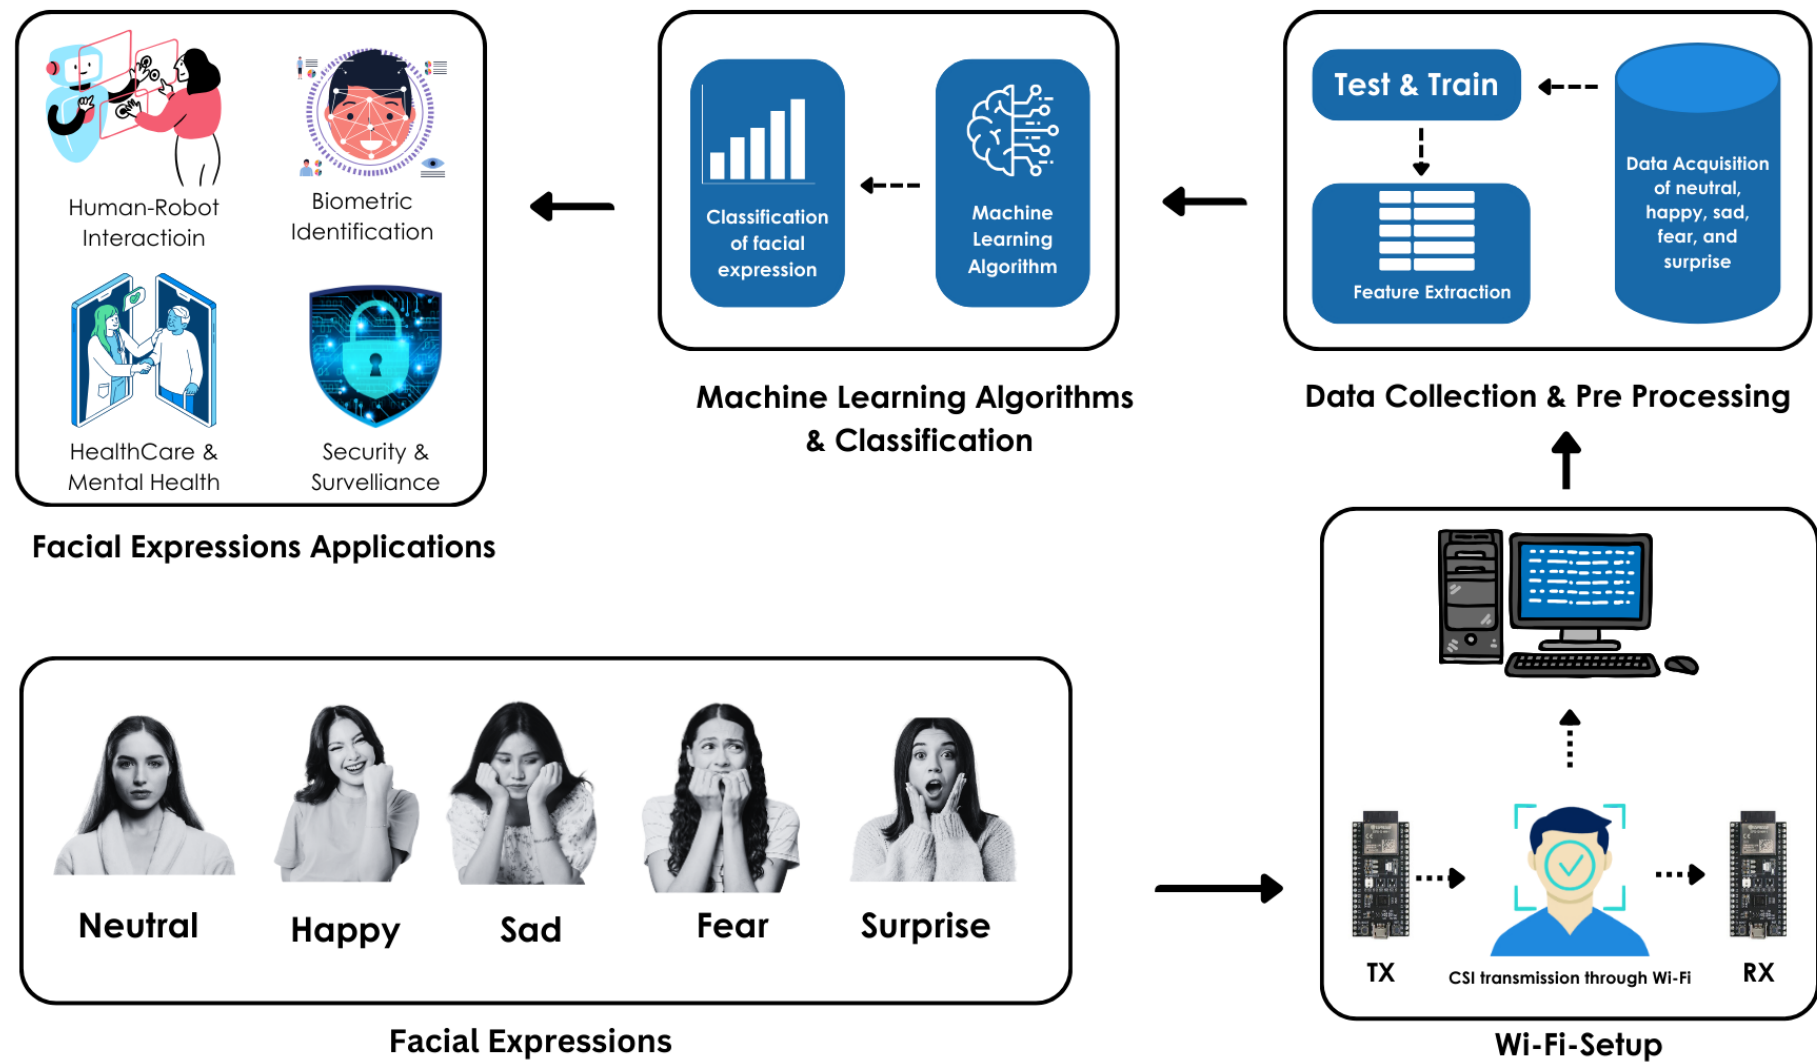 Human-Robot
Interactioin
Biometric
Identification
HealthCare &
Mental Health
Security &
Survelliance
Facial Expressions Applications
Classification
of facial
expression
Machine
Learning
Algorithm
Machine Learning Algorithms
& Classification
Test & Train
Feature Extraction
Data Acquisition
of neutral,
happy, sad,
fear, and
surprise
Data Collection & Pre Processing
Neutral
Happy
Sad
Fear
Surprise
Facial Expressions
TX
CSI transmission through Wi-Fi
RX
Wi-Fi-Setup